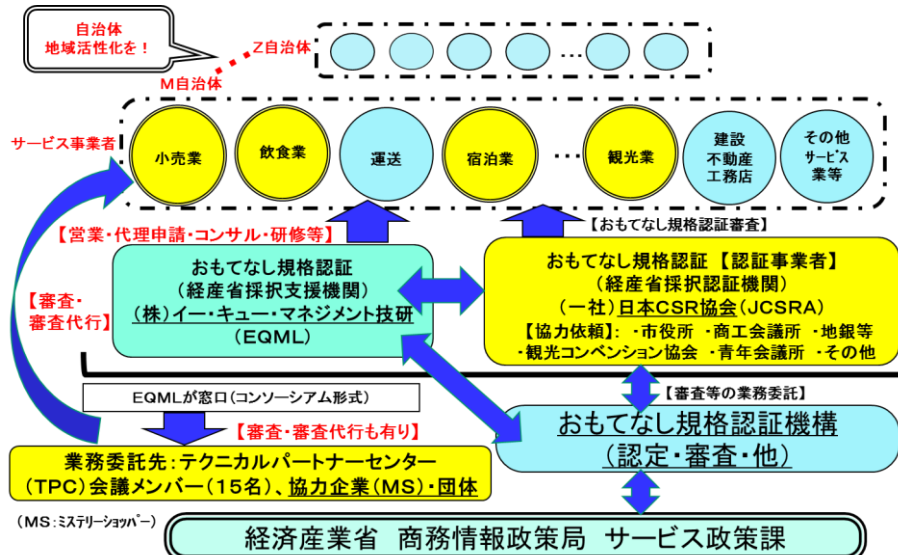 自治体
地域活性化を!
Z自治体
M自治体
…
サービス事業者
小売業
飲食業
運送
宿泊業
…
観光業
建設
不動産
工務店
その他
サービス
業等
【営業・代理申請・コンサル・研修等】
【おもてなし規格認証審査】
おもてなし規格認証
(経産省採択支援機関)
(株)イー・キュー・マネジメント技研
(EQML)
おもてなし規格認証 【認証事業者】
(経産省採択認証機関)
(一社)日本CSR協会(JCSRA)
【協力依頼】: ・市役所 ・商工会議所 ・地銀等
・観光コンベンション協会 ・青年会議所 ・その他
【審査・
審査代行】
EQMLが窓口(コンソーシアム形式)
【審査等の業務委託】
【審査・審査代行も有り】
おもてなし規格認証機構
(認定・審査・他)
業務委託先:テクニカルパートナーセンター
(TPC)会議メンバー(15名)、協力企業(MS)・団体
(MS:ミステリーショッパー)
経済産業省 商務情報政策局 サービス政策課